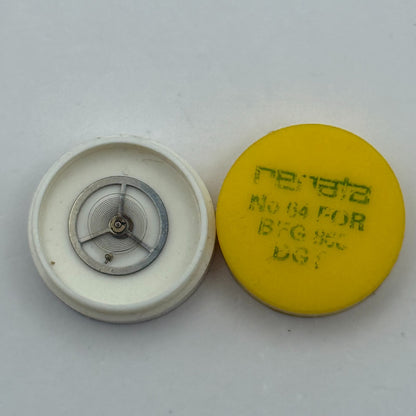 renata
No 64 FOR
BFG 866
DGT